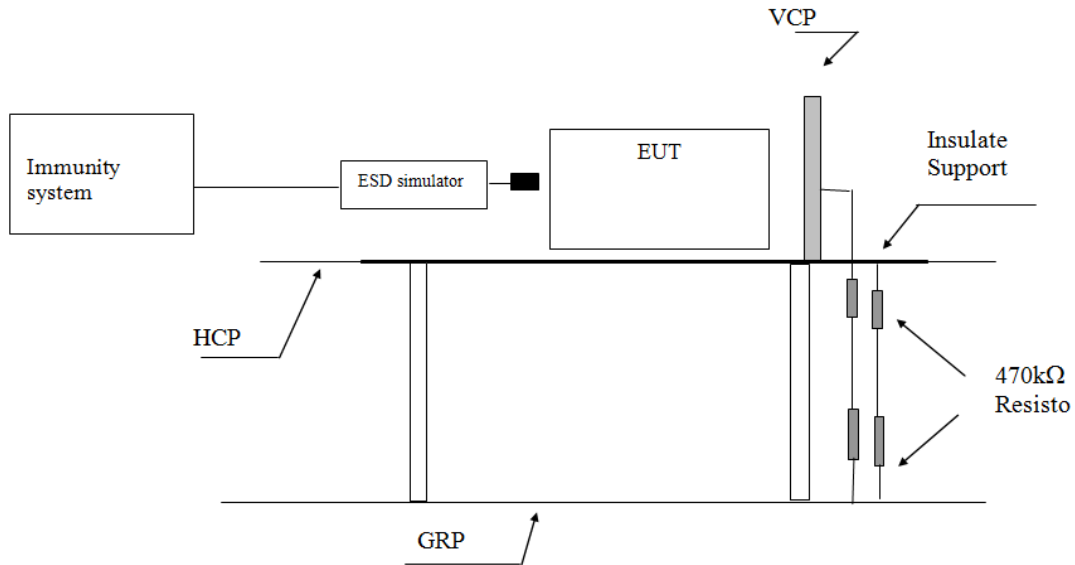 VCP
Immunity
system
ESD simulator
EUT
Insulate
Support
HCP
470kΩ
Resisto
GRP